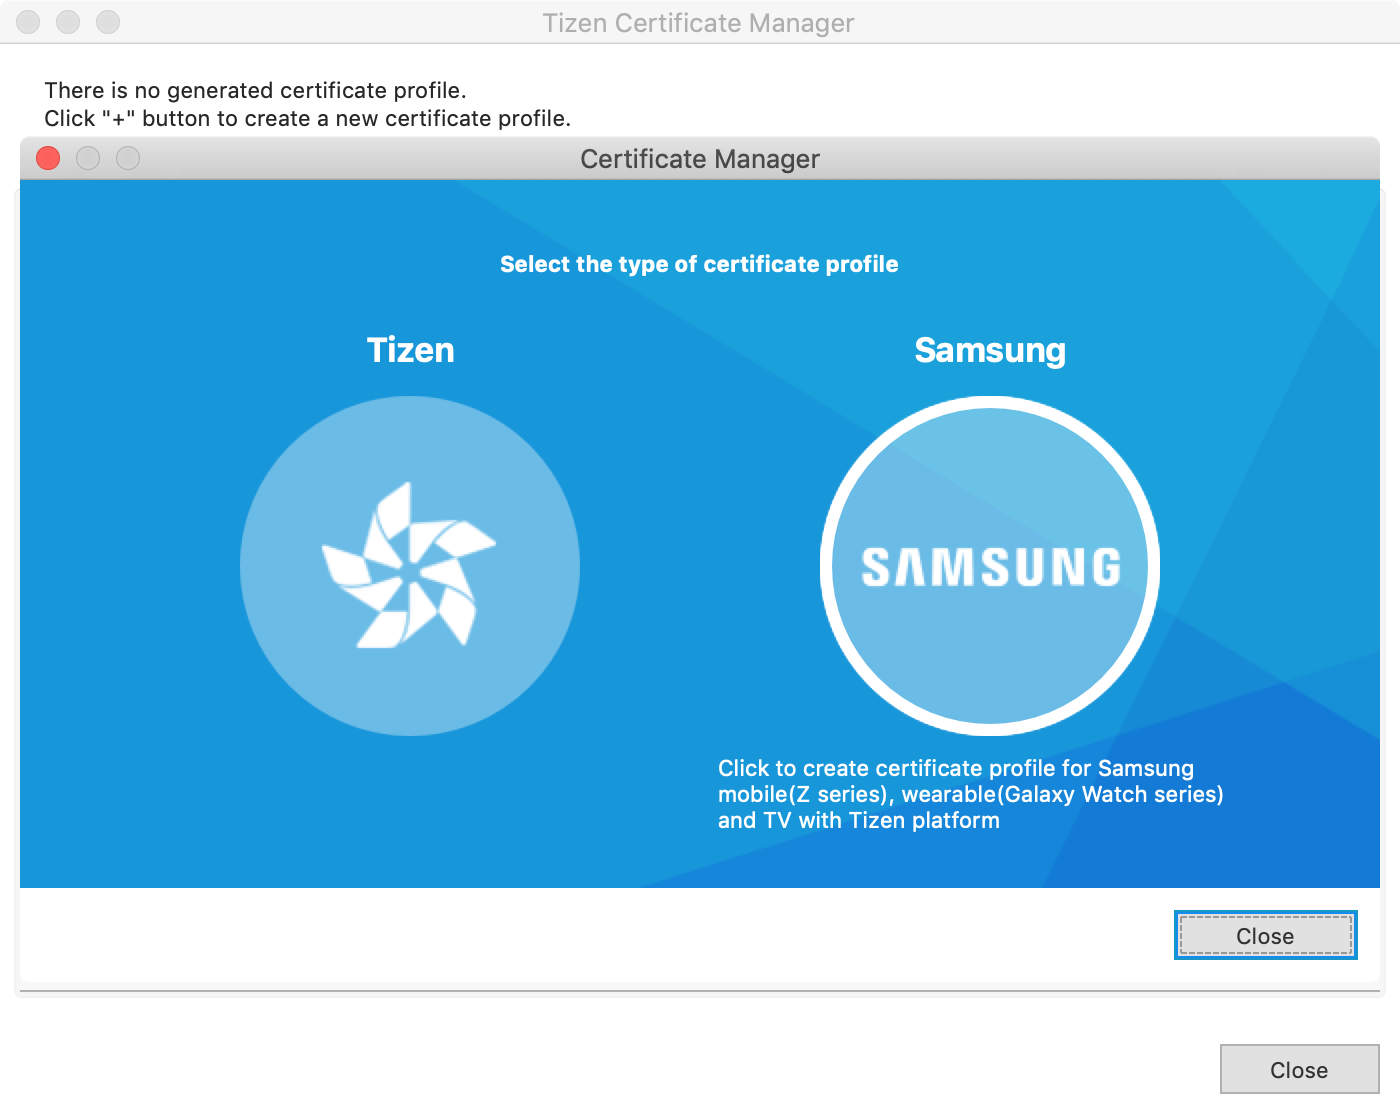 Tizen Certificate Manager
There is no generated certificate profile.
Click "+" button to create a new certificate profile.
Certificate Manager
Select the type of certificate profile
Tizen
Samsung
SAMSUNG
Click to create certificate profile for Samsung
mobile(Z series), wearable(Galaxy Watch series)
and TV with Tizen platform
Close
Close